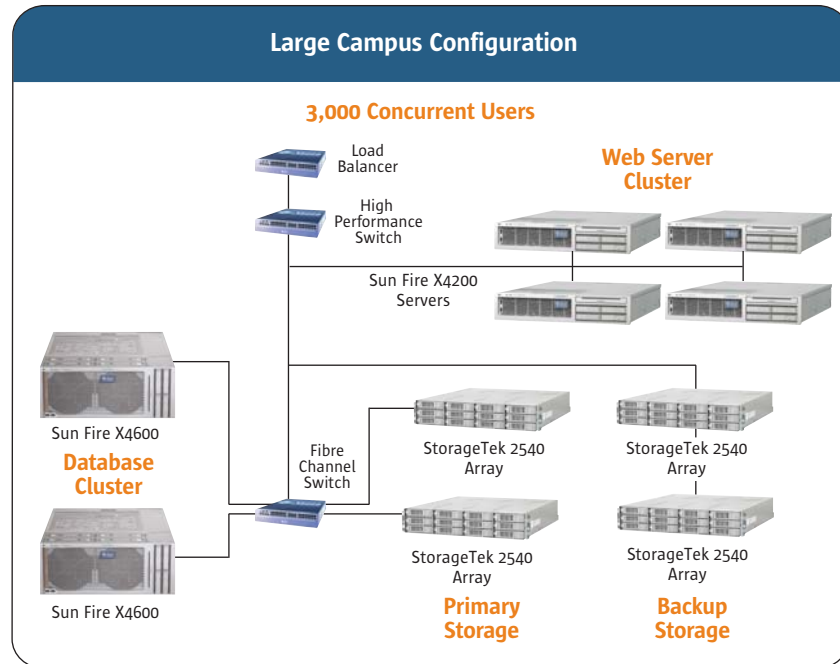 Large Campus Configuration
3,000 Concurrent Users
Load
Balancer
Web Server
Cluster
High
Performance
Switch
Sun Fire X4200
Servers
Sun Fire X4600
Database
Cluster
Fibre
Channel
Switch
StorageTek 2540
Array
StorageTek 2540
Array
Sun Fire X4600
StorageTek 2540
Array
StorageTek 2540
Array
Primary
Storage
Backup
Storage